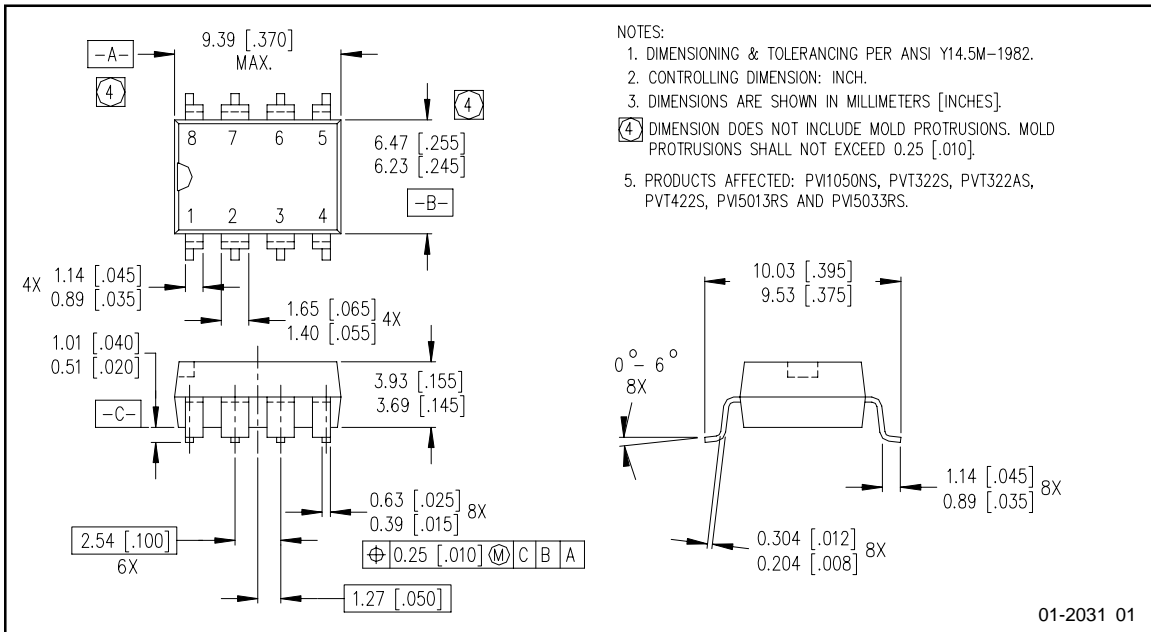 9.39 [.370]
MAX.
-A-
4
4
8 7 6 5
1 2 3 4
6.47 [.255]
6.23 [.245]
-B-
4X 1.14 [.045]
0.89 [.035]
1.65 [.065] 4X
1.40 [.055]
1.01 [.040]
0.51 [.020]
-C-
3.93 [.155]
3.69 [.145]
0.63 [.025] 8X
0.39 [.015]
⌖ 0.25 [.010] Ⓜ C B A
2.54 [.100]
6X
1.27 [.050]
NOTES:
1. DIMENSIONING & TOLERANCING PER ANSI Y14.5M-1982.
2. CONTROLLING DIMENSION: INCH.
3. DIMENSIONS ARE SHOWN IN MILLIMETERS [INCHES].
4 DIMENSION DOES NOT INCLUDE MOLD PROTRUSIONS. MOLD
PROTRUSIONS SHALL NOT EXCEED 0.25 [.010].
5. PRODUCTS AFFECTED: PVI1050NS, PVT322S, PVT322AS,
PVT422S, PVI5013RS AND PVI5033RS.
10.03 [.395]
9.53 [.375]
0°-6°
8X
1.14 [.045] 8X
0.89 [.035]
0.304 [.012] 8X
0.204 [.008]
01-2031 01